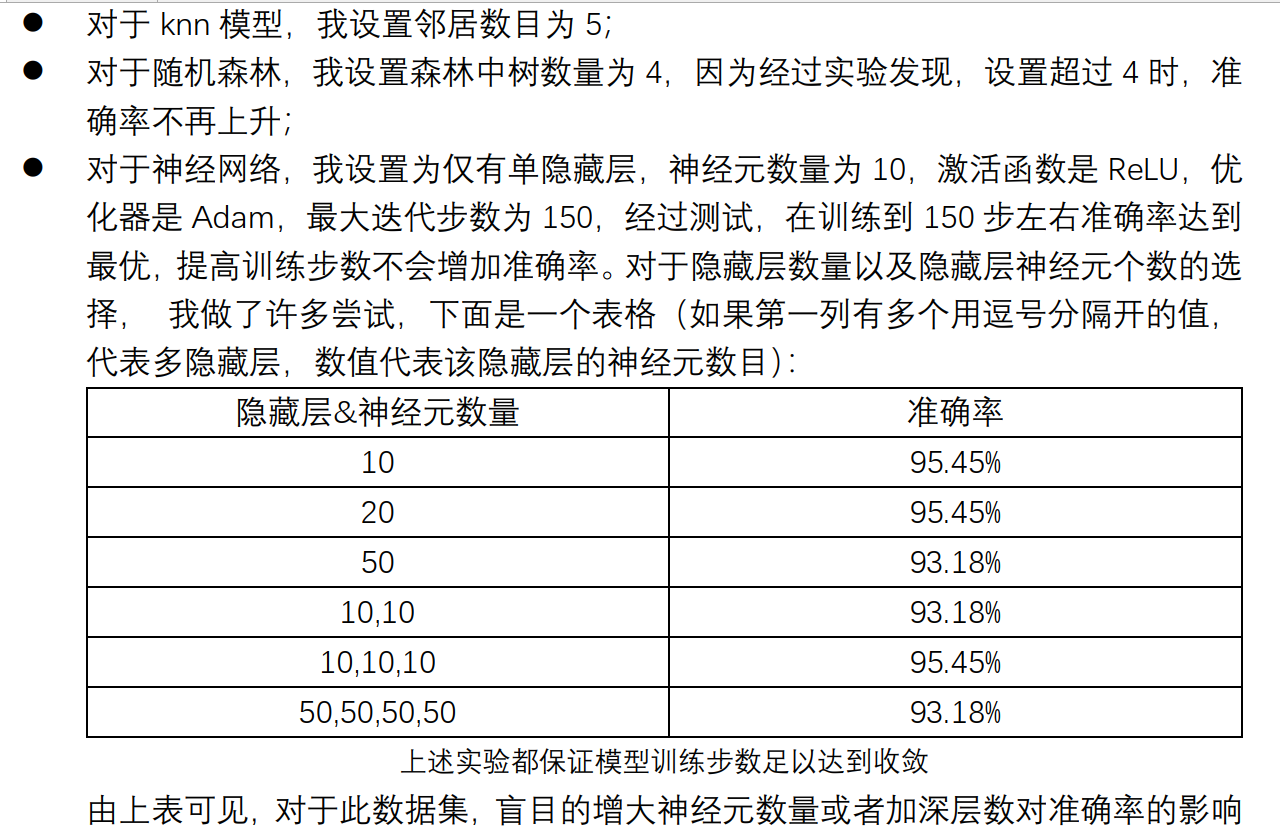 ● 对于 knn 模型，我设置邻居数目为 5;
● 对于随机森林，我设置森林中树数量为 4，因为经过实验发现，设置超过 4 时，准
确率不再上升;
● 对于神经网络，我设置为仅有单隐藏层，神经元数量为 10，激活函数是 ReLU，优
化器是 Adam，最大迭代步数为 150，经过测试，在训练到 150 步左右准确率达到
最优，提高训练步数不会增加准确率。对于隐藏层数量以及隐藏层神经元个数的选
择， 我做了许多尝试，下面是一个表格（如果第一列有多个用逗号分隔开的值，
代表多隐藏层，数值代表该隐藏层的神经元数目）：
隐藏层&神经元数量 准确率
10 95.45%
20 95.45%
50 93.18%
10,10 93.18%
10,10,10 95.45%
50,50,50,50 93.18%
上述实验都保证模型训练步数足以达到收敛
由上表可见，对于此数据集，盲目的增大神经元数量或者加深层数对准确率的影响